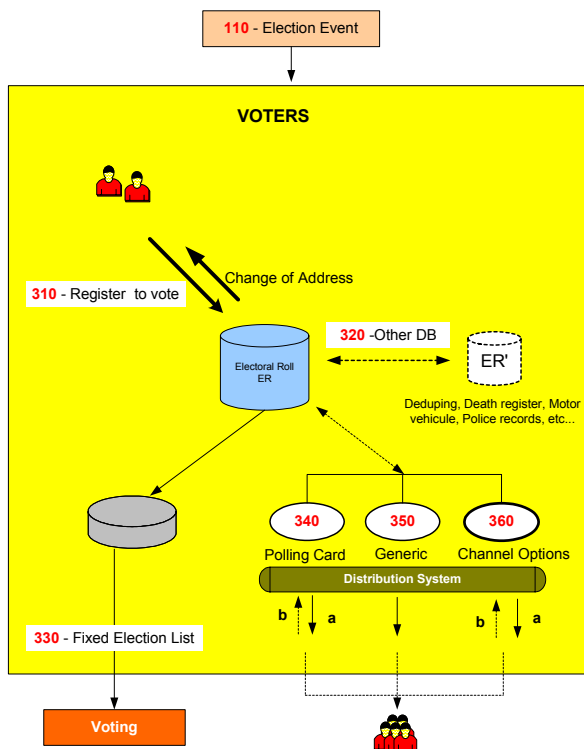 110 - Election Event
VOTERS
Change of Address
310 - Register to vote
320 -Other DB
Electoral Roll
ER
ER'
Deduping, Death register, Motor
vehicule, Police records, etc...
340
350
360
Polling Card
Generic
Channel Options
Distribution System
b
a
b
a
330 - Fixed Election List
Voting